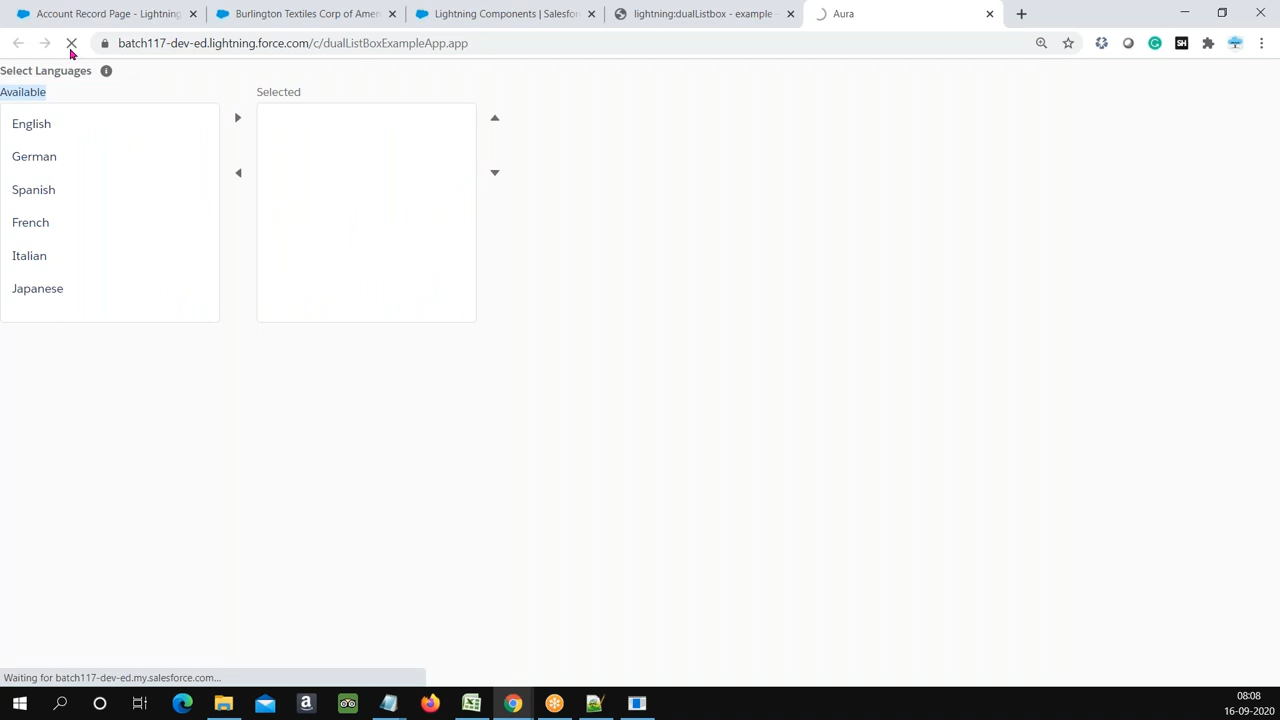 Account Record Page - Lightning
Burlington Textiles Corp of Amer
Lightning Components | Salesfor
lightning:dualListbox - example –
Aura
batch117-dev-ed.lightning.force.com/c/dualListBoxExampleApp.app
SH
Select Languages
Available
Selected
English
German
Spanish
French
Italian
Japanese
Waiting for batch117-dev-ed.my.salesforce.com...
08:08
16-09-2020